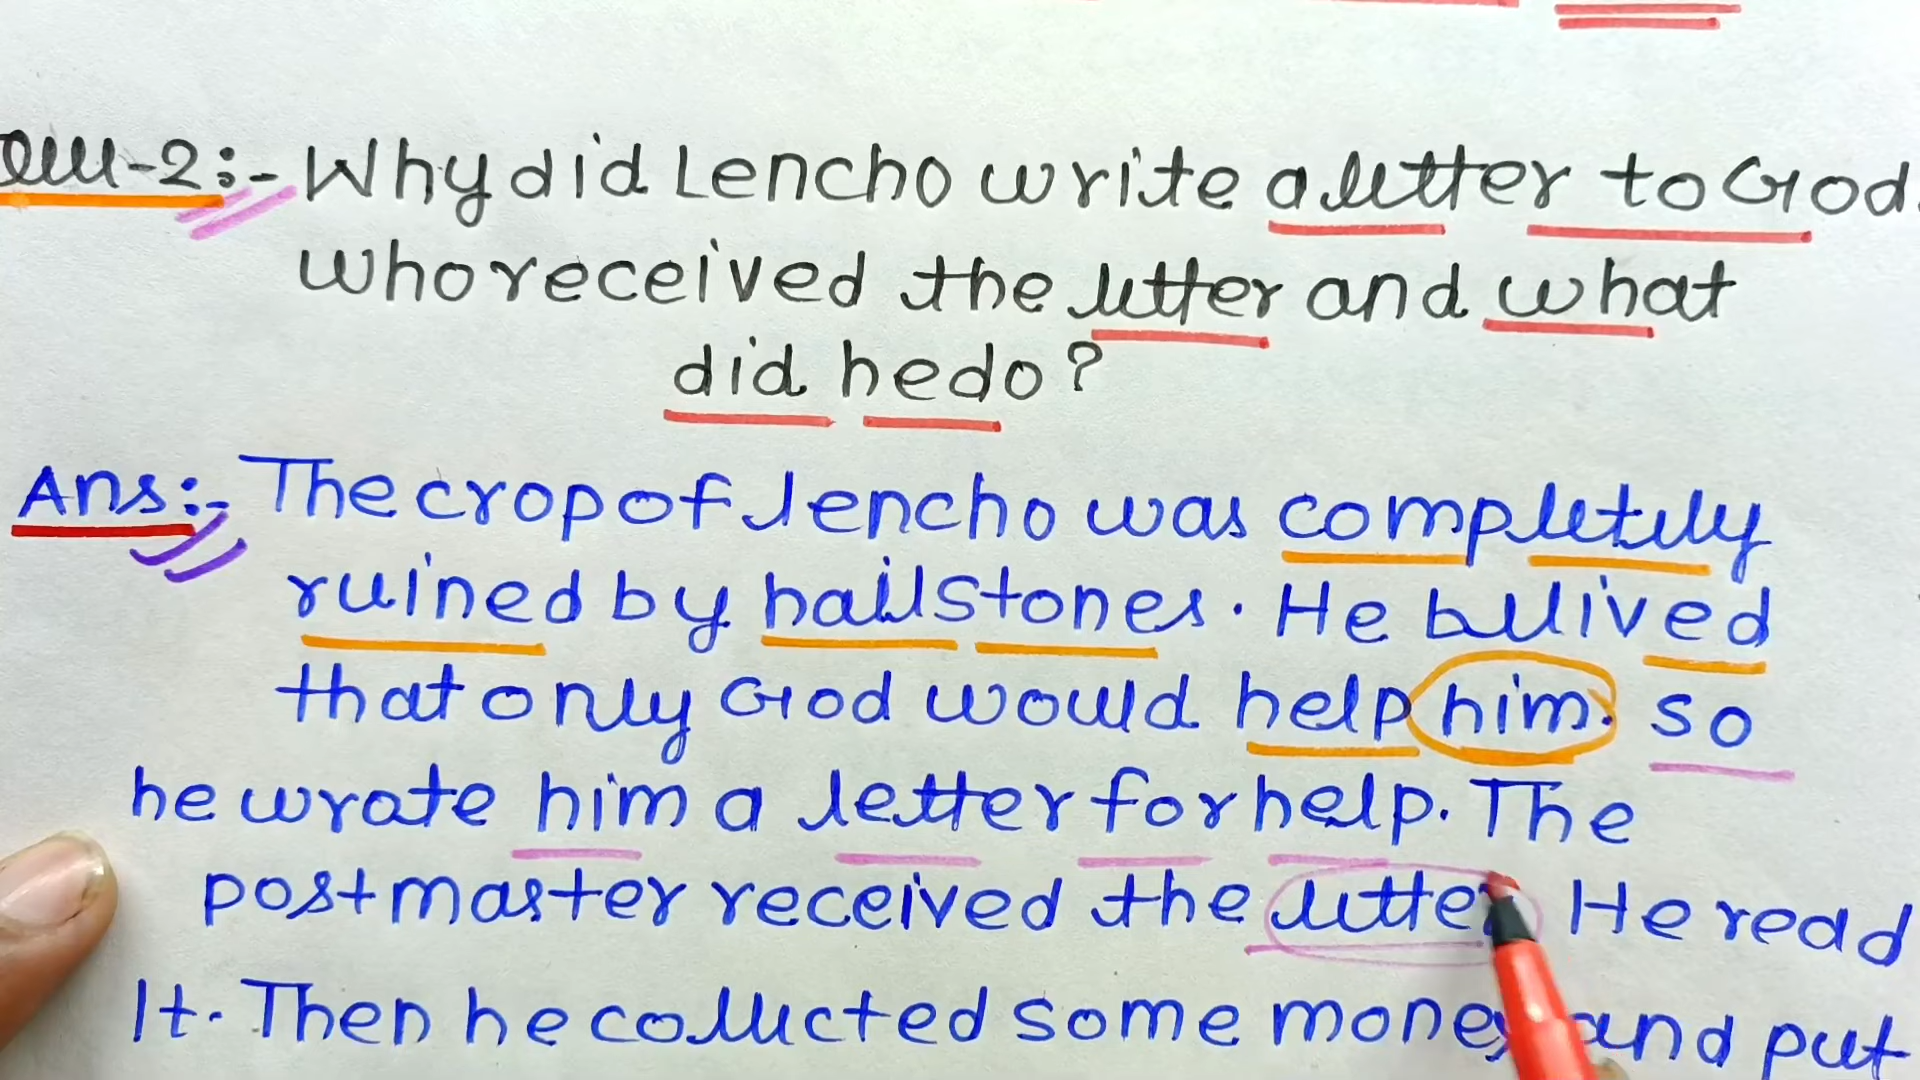 Que-2:- Why did Lencho write a letter to God.
who received the letter and what
did he do?
Ans:- The crop of Lencho was completely
ruined by hailstones. He belived
that only God would help him. so
he wrote him a letter for help. The
postmaster received the letter He read
It. Then he collected some money and put